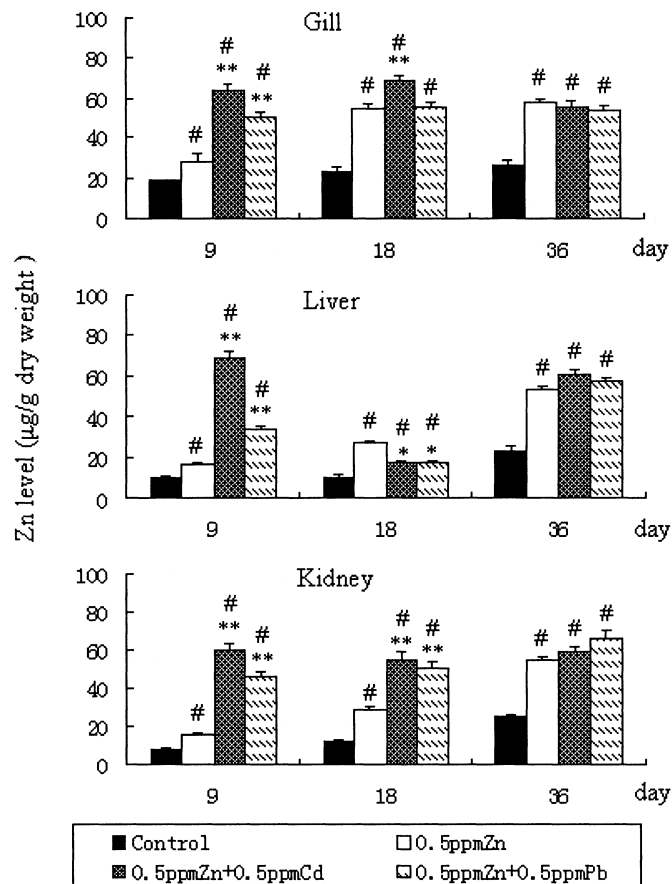 Gill
100
80
60
40
20
0
# ** # # # ** # ** # # # # #
9 18 36 day
Liver
100
80
60
40
20
0
# # ** # ** # # * # * # # #
9 18 36 day
Kidney
100
80
60
40
20
0
# # ** # ** # # ** # ** # # #
9 18 36 day
Zn level (μg/g dry weight )
Control 0.5ppmZn
0.5ppmZn+0.5ppmCd 0.5ppmZn+0.5ppmPb